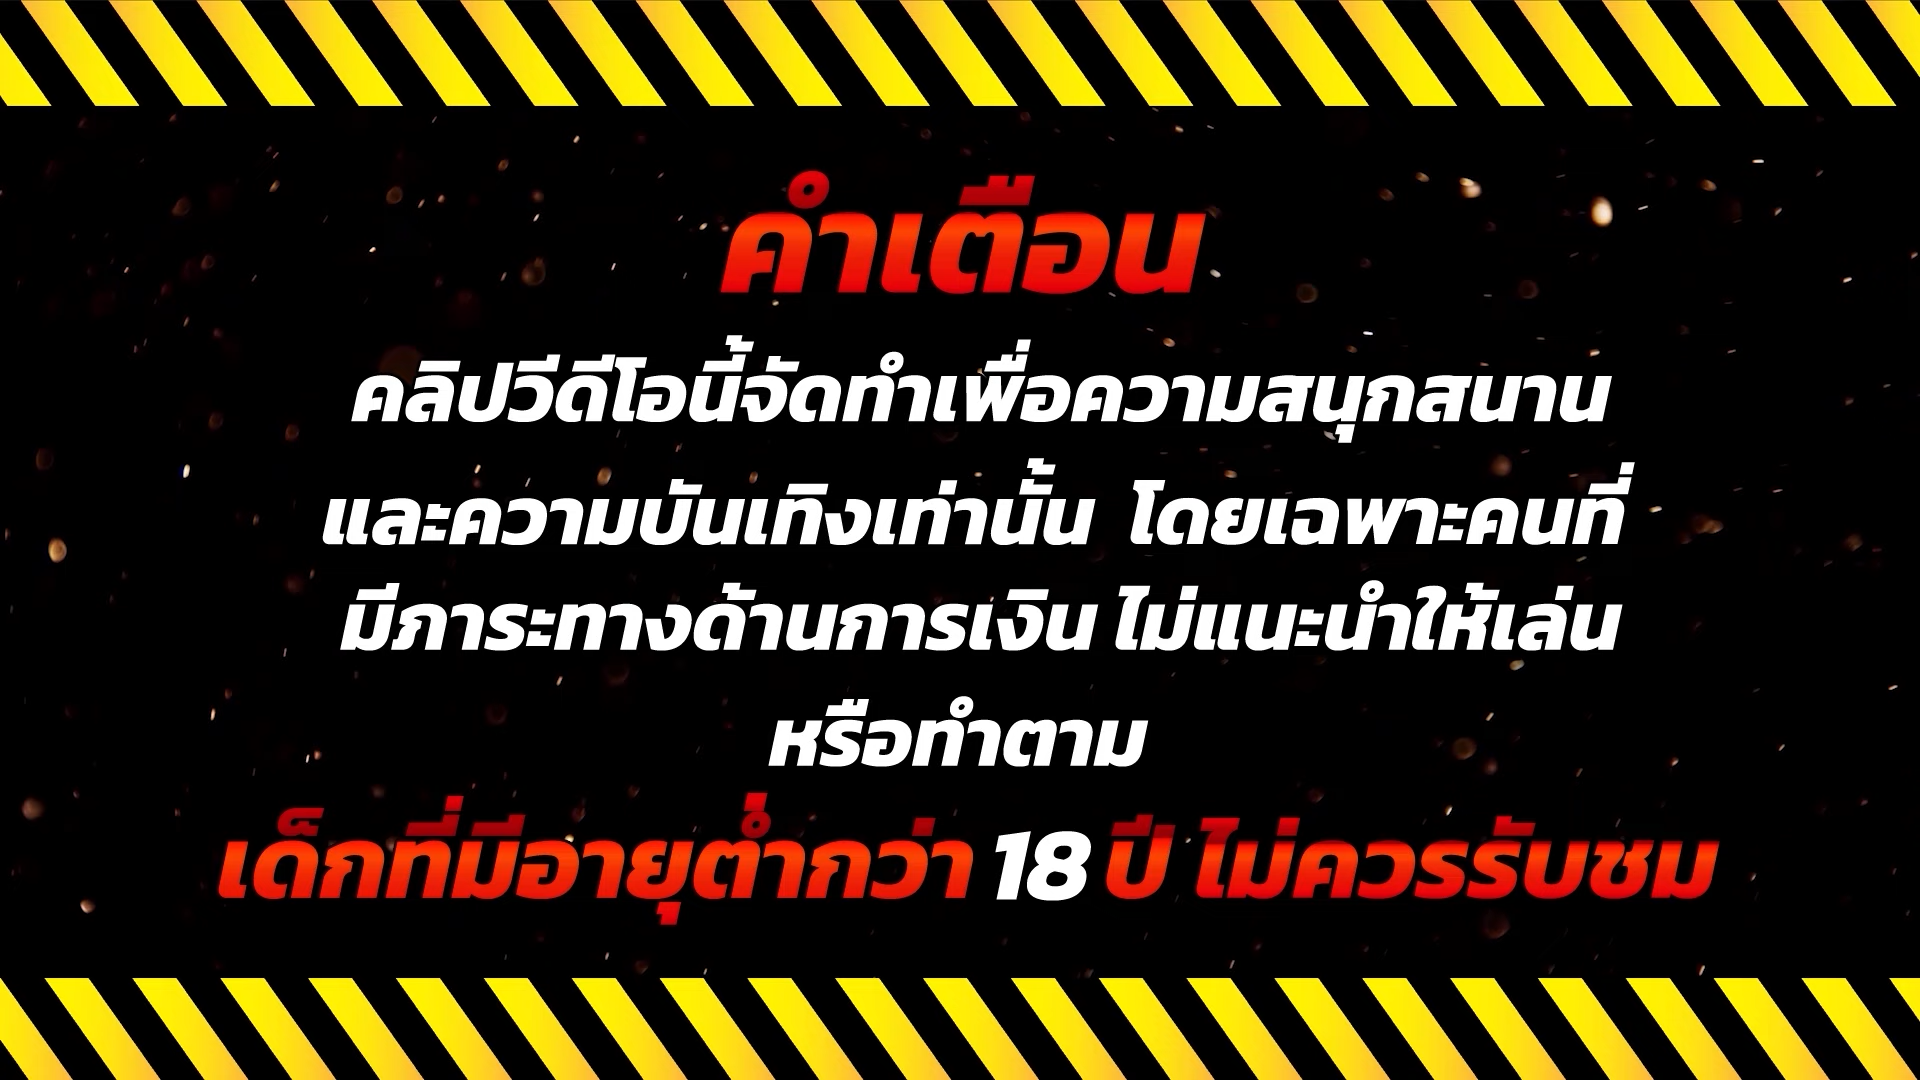 คำเตือน
คลิปวีดีโอนี้จัดทำเพื่อความสนุกสนาน
และความบันเทิงเท่านั้น โดยเฉพาะคนที่
มีภาระทางด้านการเงิน ไม่แนะนำให้เล่น
หรือทำตาม
เด็กที่มีอายุต่ำกว่า 18 ปี ไม่ควรรับชม